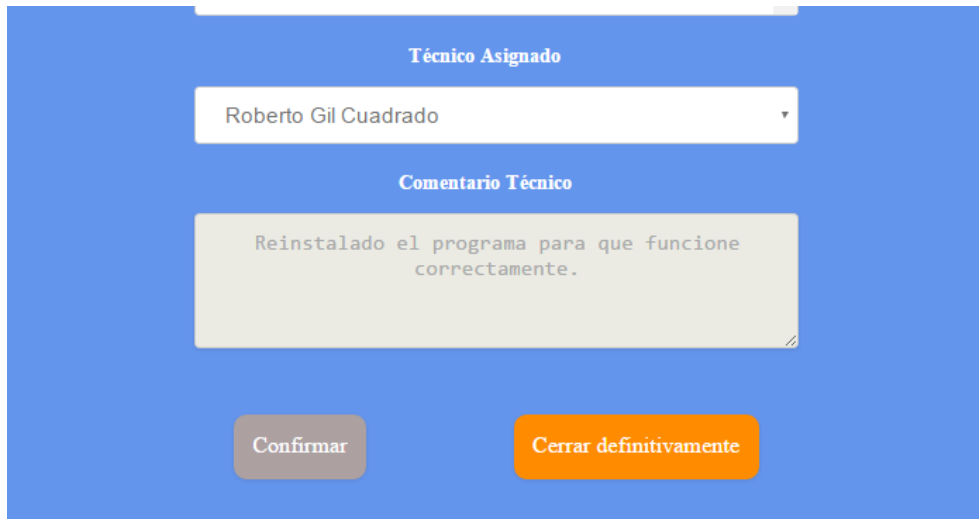 Técnico Asignado
Roberto Gil Cuadrado
Comentario Técnico
Reinstalado el programa para que funcione
correctamente.
Confirmar
Cerrar definitivamente